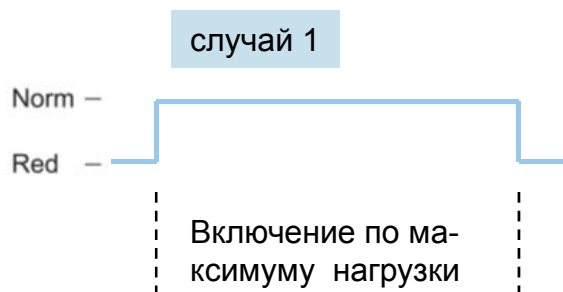 случай 1
Norm –
Red –
Включение по ма-
ксимуму нагрузки